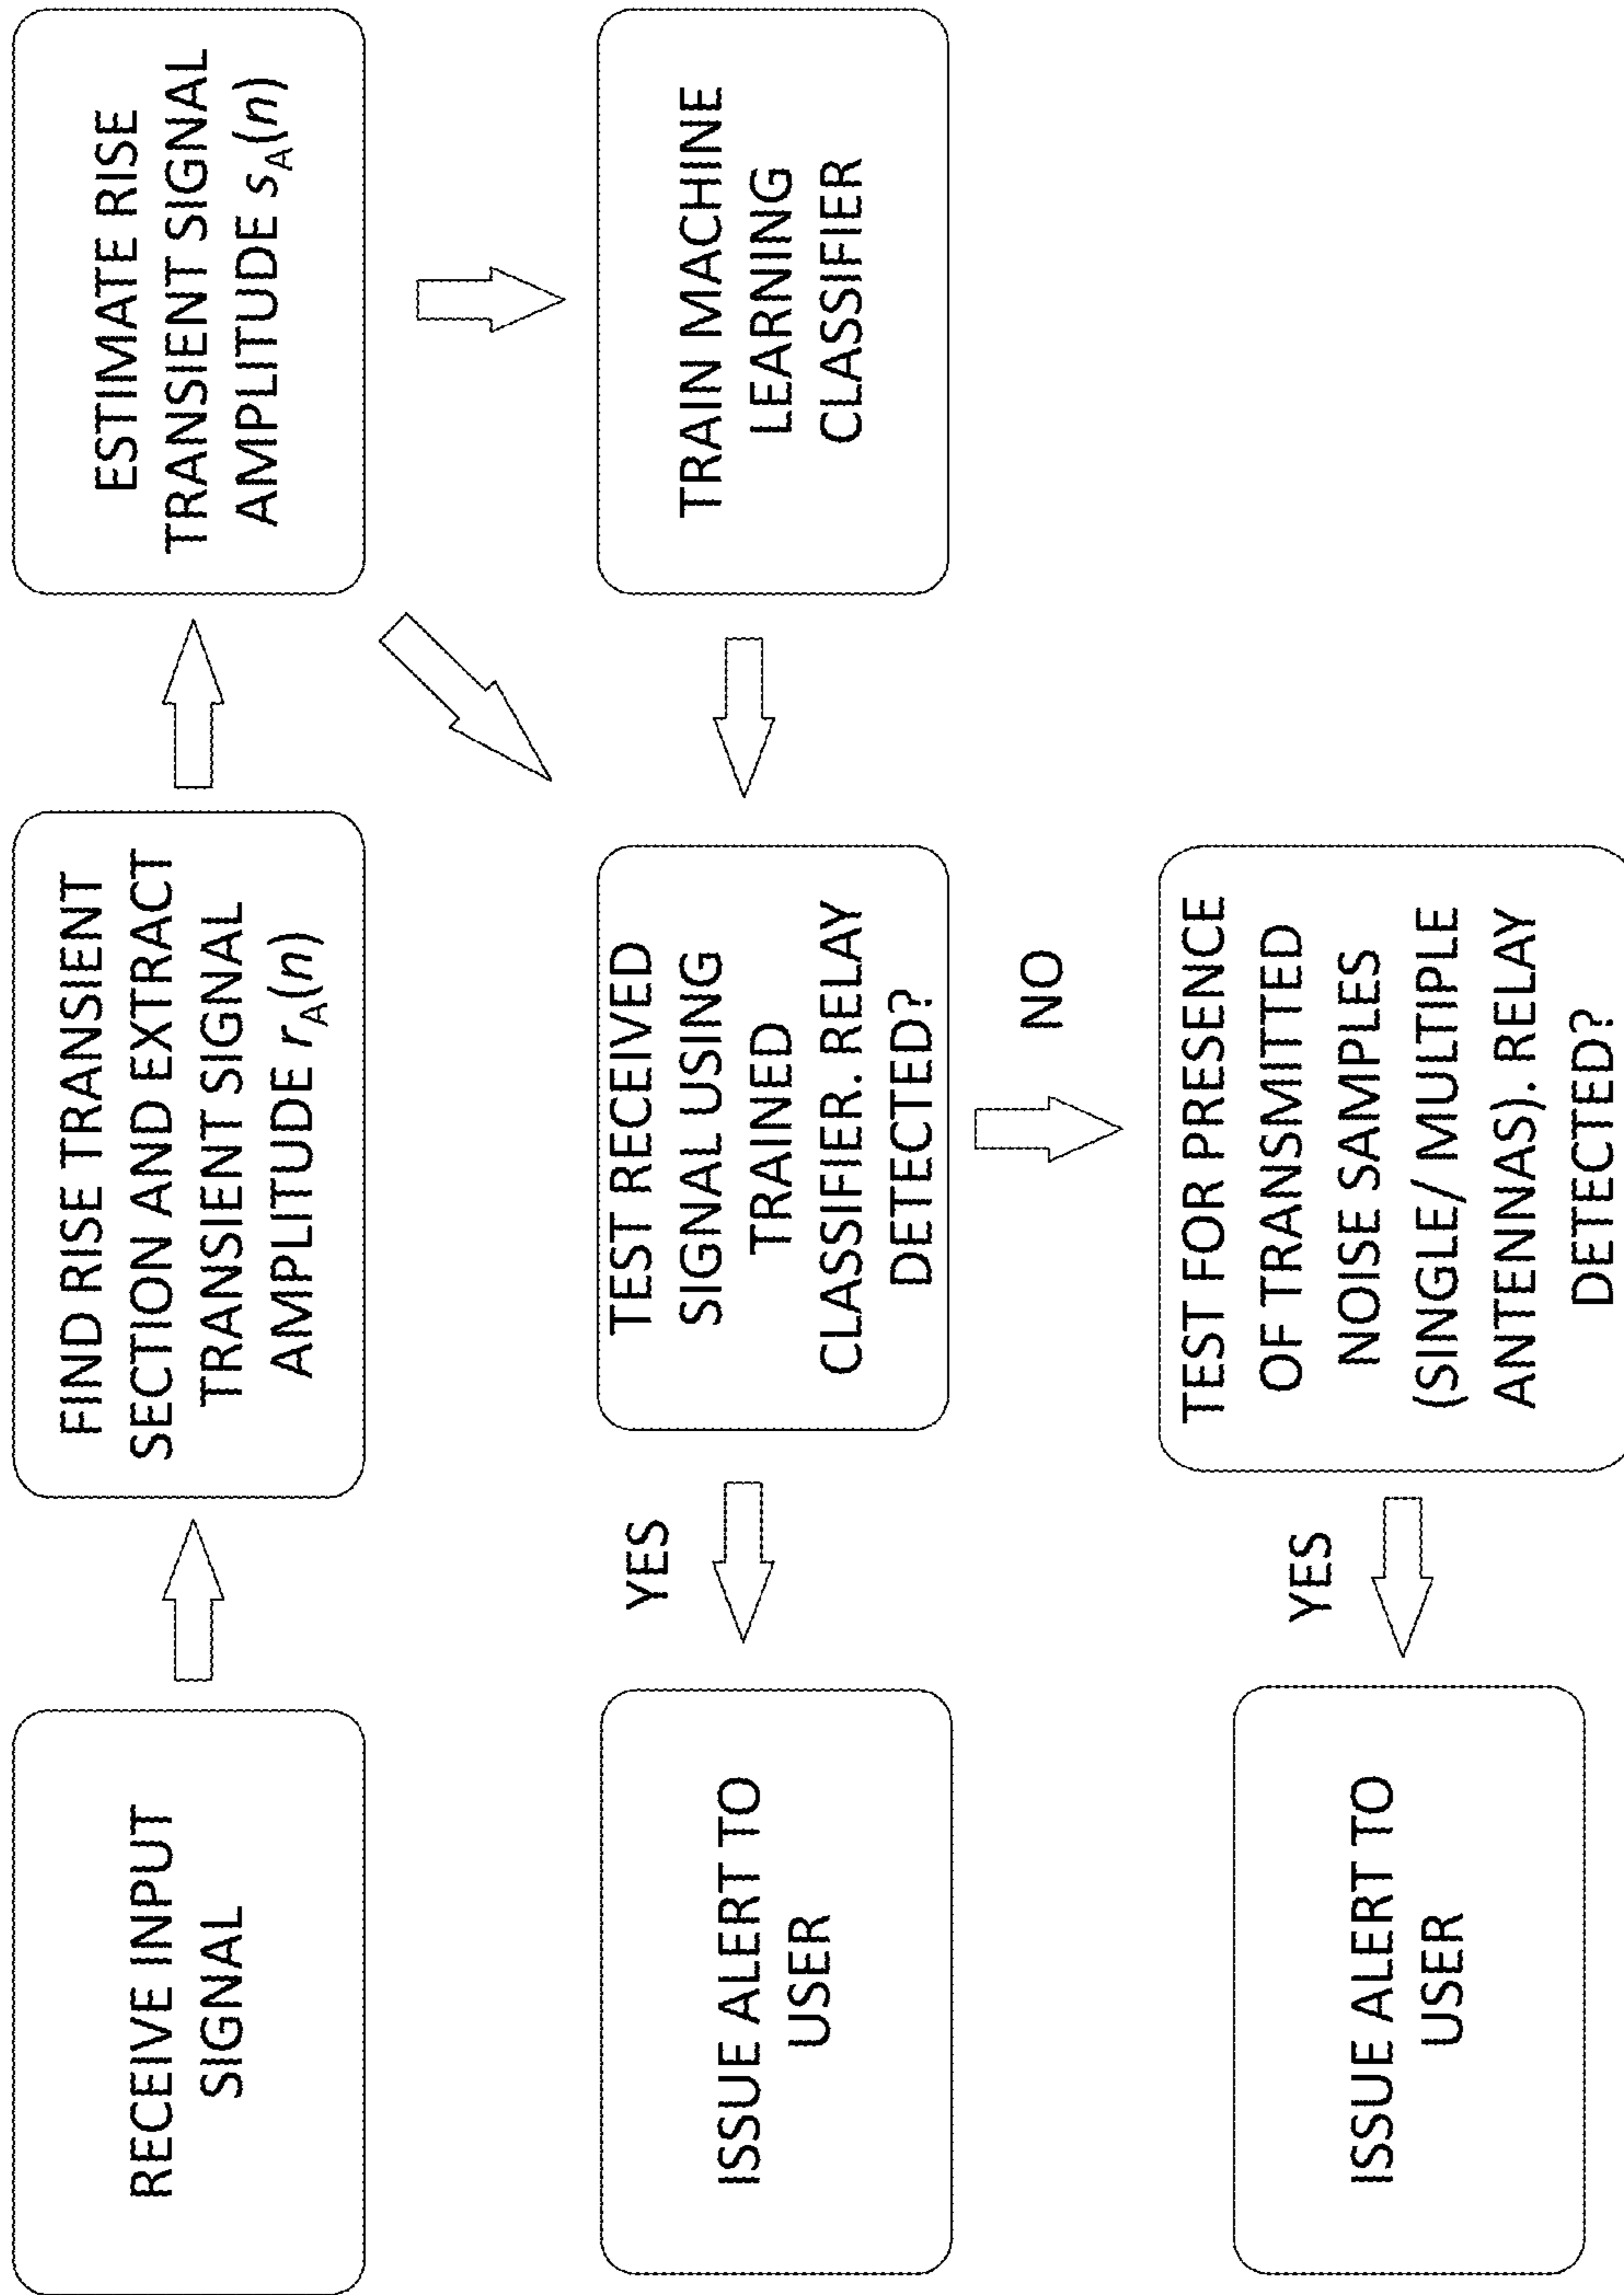 RECEIVE INPUT
SIGNAL
FIND RISE TRANSIENT
SECTION AND EXTRACT
TRANSIENT SIGNAL
AMPLITUDE rA(n)
ESTIMATE RISE
TRANSIENT SIGNAL
AMPLITUDE sA(n)
TRAIN MACHINE
LEARNING
CLASSIFIER
TEST RECEIVED
SIGNAL USING
TRAINED
CLASSIFIER. RELAY
DETECTED?
YES
ISSUE ALERT TO
USER
NO
TEST FOR PRESENCE
OF TRANSMITTED
NOISE SAMPLES
(SINGLE/ MULTIPLE
ANTENNAS). RELAY
DETECTED?
YES
ISSUE ALERT TO
USER